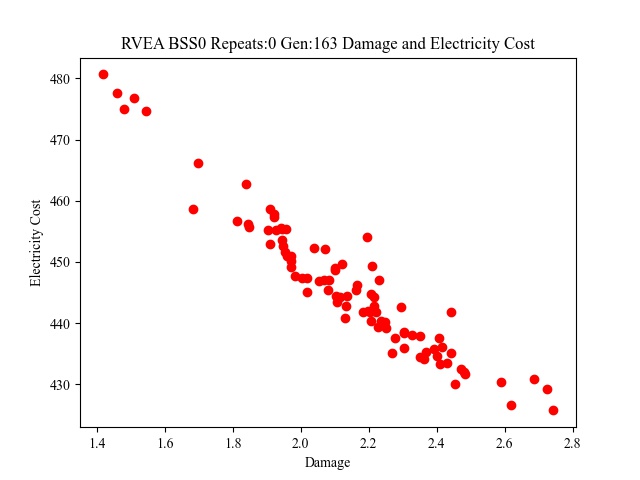 RVEA BSS0 Repeats:0 Gen:163 Damage and Electricity Cost
480
470
460
450
440
430
Electricity Cost
1.4 1.6 1.8 2.0 2.2 2.4 2.6 2.8
Damage